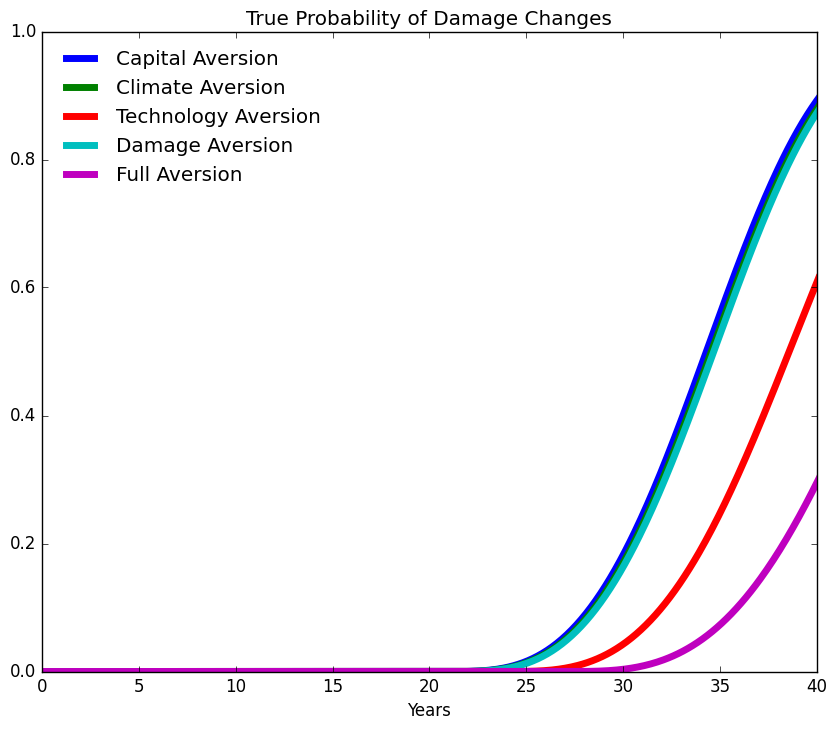 True Probability of Damage Changes
1.0
Capital Aversion
Climate Aversion
Technology Aversion
Damage Aversion
Full Aversion
0.8
0.6
0.4
0.2
0.0
0 5 10 15 20 25 30 35 40
Years